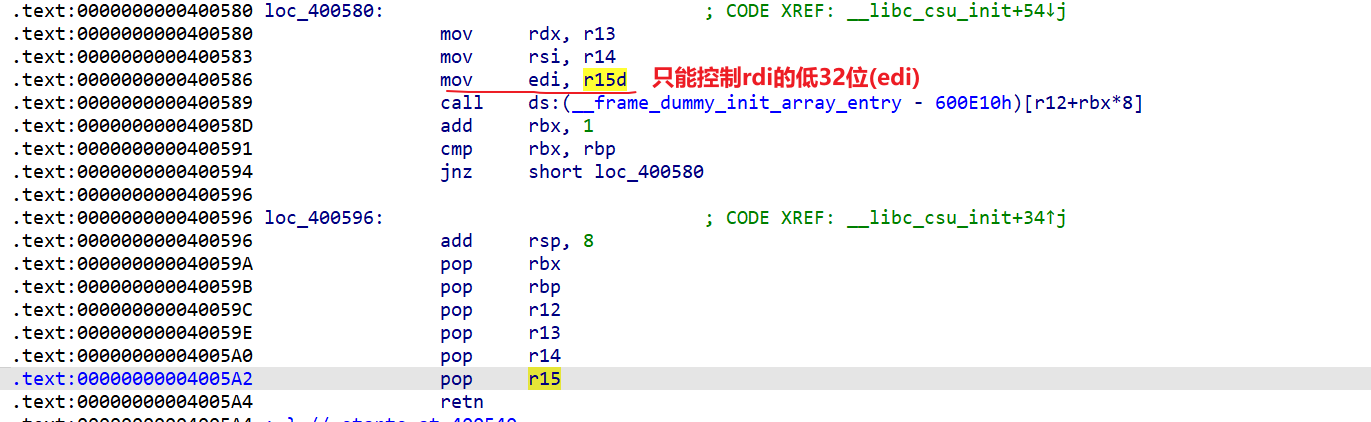 .text:0000000000400580 loc_400580: ; CODE XREF: __libc_csu_init+54↓j
.text:0000000000400580 mov rdx, r13
.text:0000000000400583 mov rsi, r14
.text:0000000000400586 mov edi, r15d 只能控制rdi的低32位(edi)
.text:0000000000400589 call ds:(__frame_dummy_init_array_entry - 600E10h)[r12+rbx*8]
.text:000000000040058D add rbx, 1
.text:0000000000400591 cmp rbx, rbp
.text:0000000000400594 jnz short loc_400580
.text:0000000000400596
.text:0000000000400596 loc_400596: ; CODE XREF: __libc_csu_init+34↑j
.text:0000000000400596 add rsp, 8
.text:000000000040059A pop rbx
.text:000000000040059B pop rbp
.text:000000000040059C pop r12
.text:000000000040059E pop r13
.text:00000000004005A0 pop r14
.text:00000000004005A2 pop r15
.text:00000000004005A4 retn